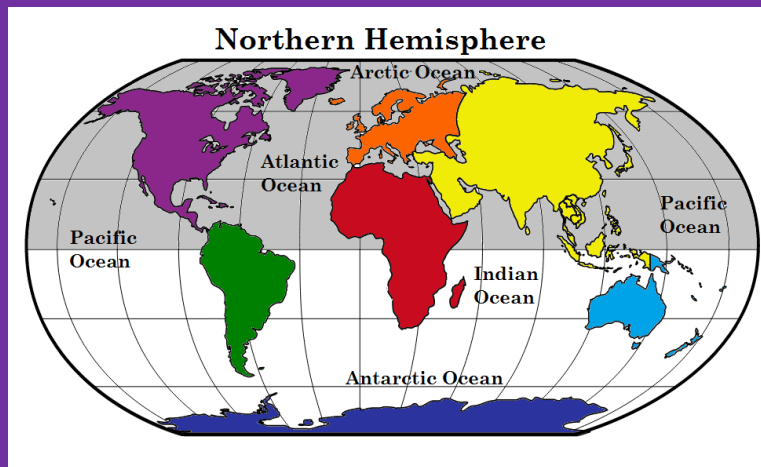 Northern Hemisphere
Arctic Ocean
Atlantic
Ocean
Pacific
Ocean
Pacific
Ocean
Indian
Ocean
Antarctic Ocean